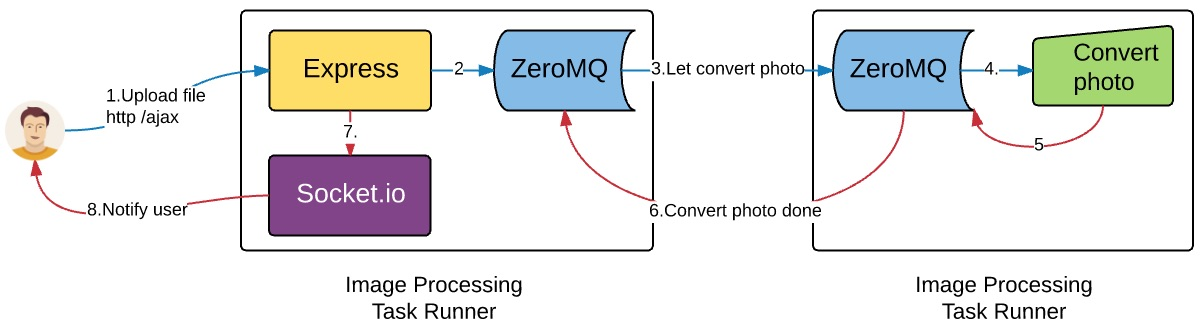 Express
2
ZeroMQ
3.Let convert photo
ZeroMQ
4.
Convert
photo
1.Upload file
http /ajax
7.
5
Socket.io
8.Notify user
6.Convert photo done
Image Processing
Task Runner
Image Processing
Task Runner